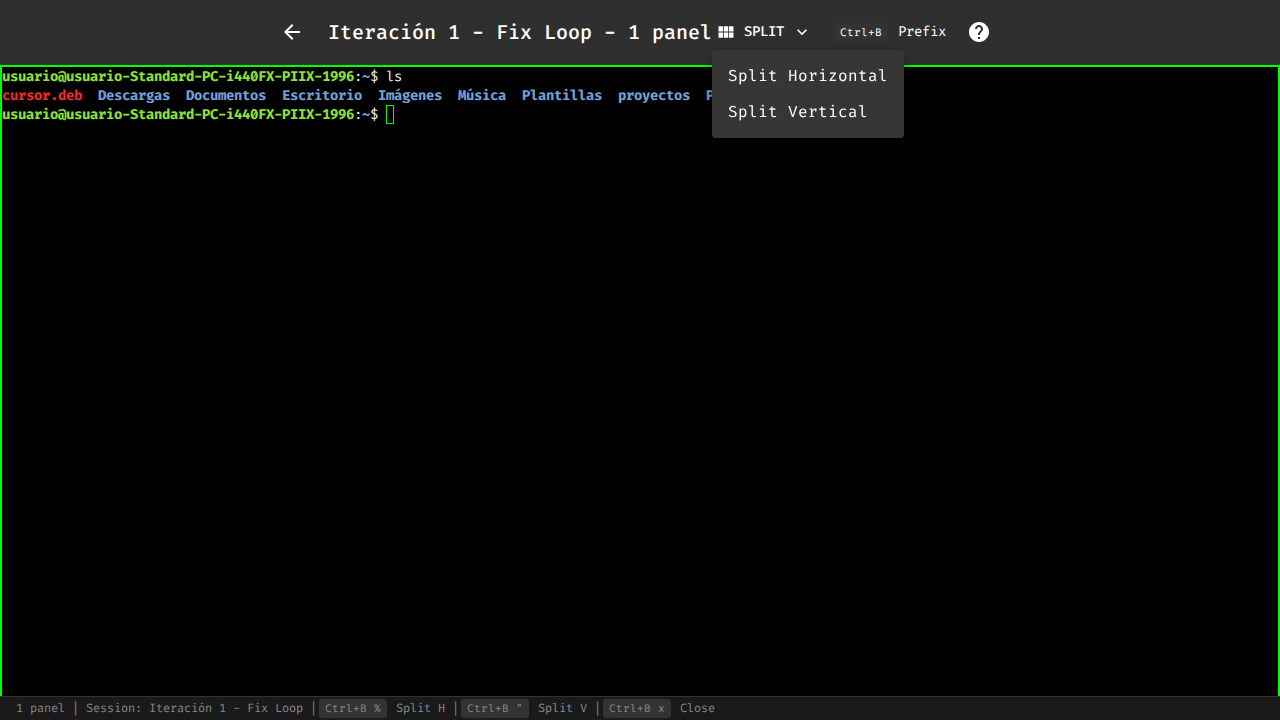 Iteración 1 - Fix Loop - 1 panel SPLIT Ctrl+B Prefix
Split Horizontal
Split Vertical
usuario@usuario-Standard-PC-i440FX-PIIX-1996:~$ ls
cursor.deb Descargas Documentos Escritorio Imágenes Música Plantillas proyectos
usuario@usuario-Standard-PC-i440FX-PIIX-1996:~$
1 panel | Session: Iteración 1 - Fix Loop | Ctrl+B % Split H | Ctrl+B " Split V | Ctrl+B x Close